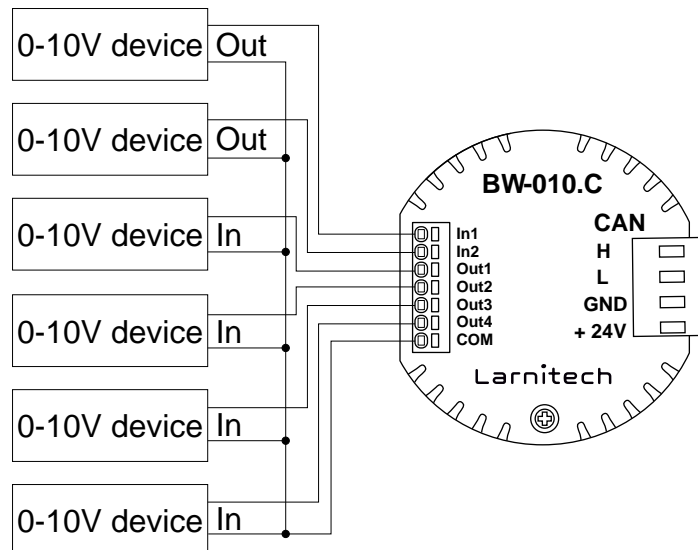 0-10V device Out
0-10V device Out
0-10V device In
0-10V device In
0-10V device In
0-10V device In
BW-010.C
In1
In2
Out1
Out2
Out3
Out4
COM
CAN
H
L
GND
+ 24V
Larnitech